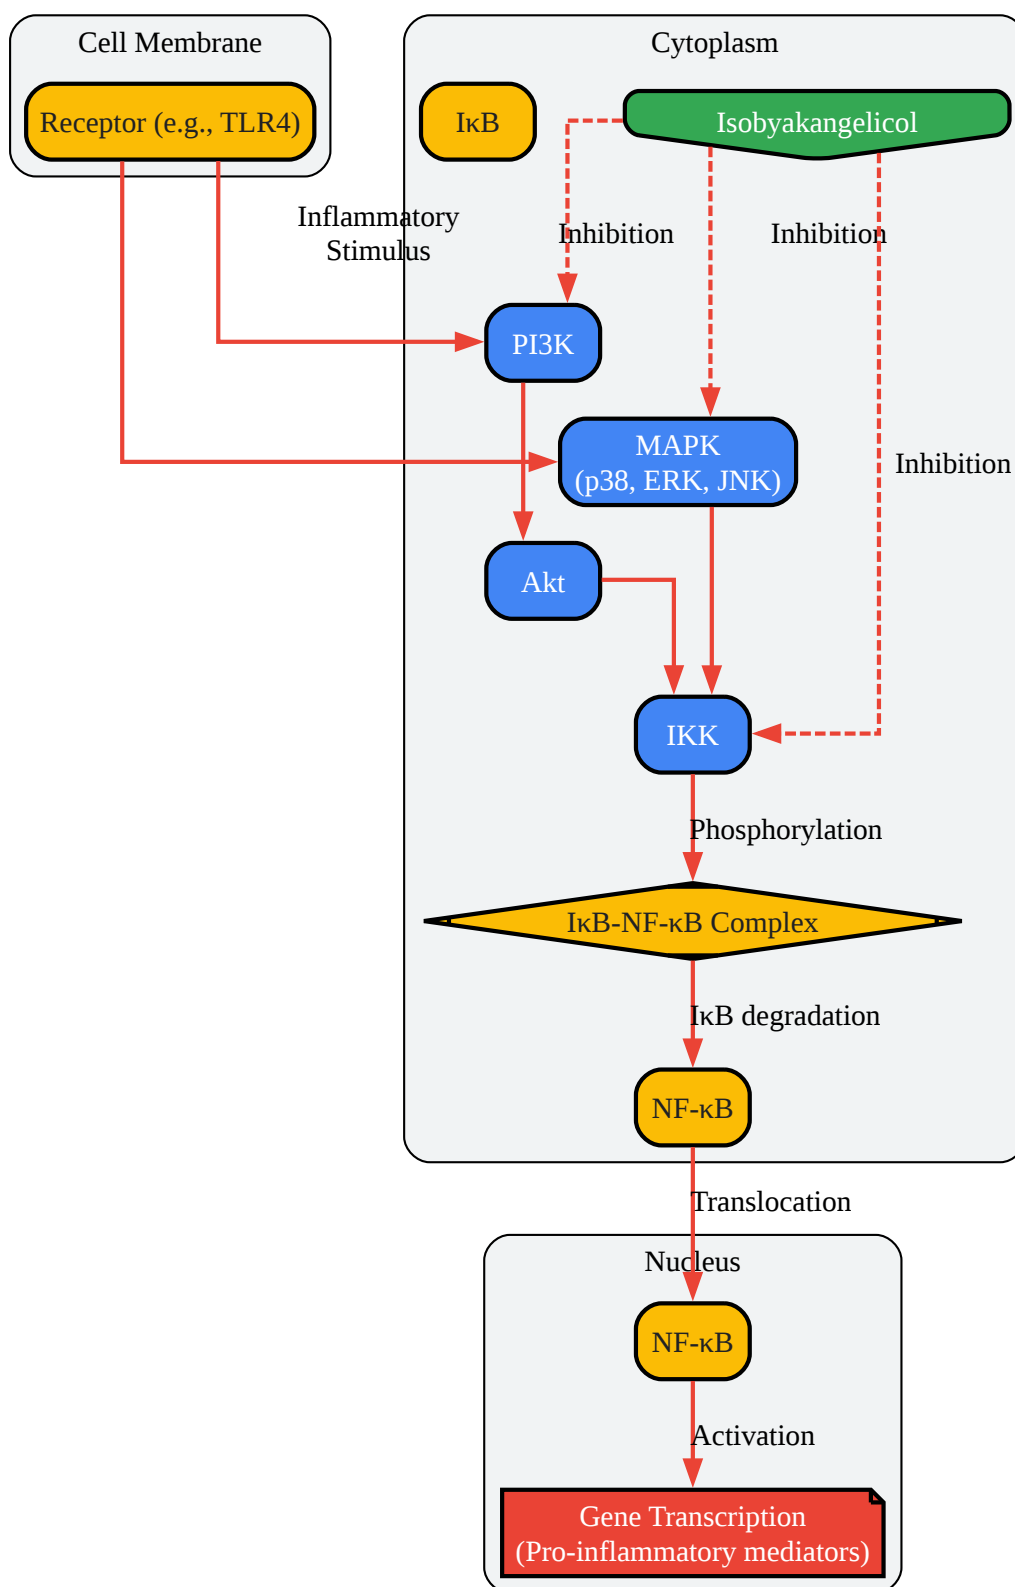 Cell Membrane
Cytoplasm
Receptor (e.g., TLR4)
IκB
Isobyakangelicol
Inflammatory
Stimulus
Inhibition
Inhibition
PI3K
MAPK
(p38, ERK, JNK)
Inhibition
Akt
IKK
Phosphorylation
IκB-NF-κB Complex
IκB degradation
NF-κB
Translocation
Nucleus
NF-κB
Activation
Gene Transcription
(Pro-inflammatory mediators)